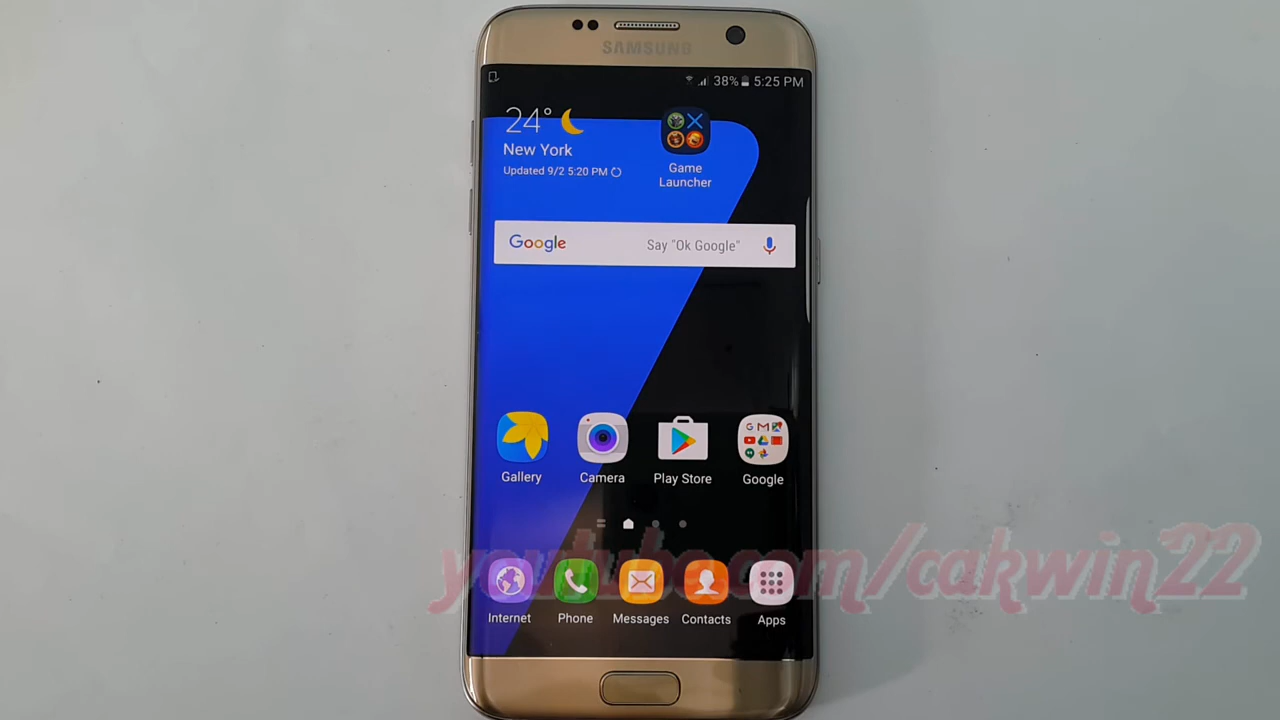 SAMSUNG
38% 5:25 PM
24°
New York
Updated 9/2 5:20 PM
Game
Launcher
Google
Say "Ok Google"
Gallery
Camera
Play Store
Google
youtube.com/cakwin22
Internet
Phone
Messages
Contacts
Apps